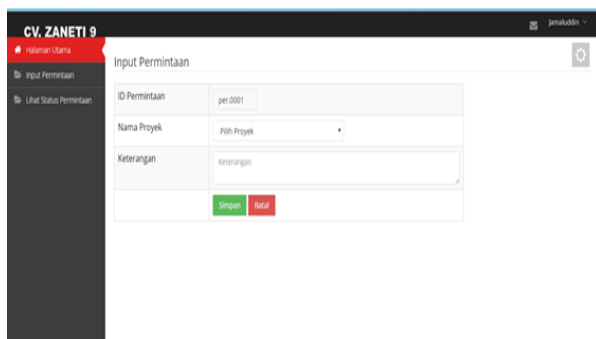 CV. ZANETI 9
Jamaluddin
Halaman Utama
Input Permintaan
Lihat Status Permintaan
Input Permintaan
ID Permintaan
per.0001
Nama Proyek
Pilih Proyek
Keterangan
Keterangan
Simpan
Batal